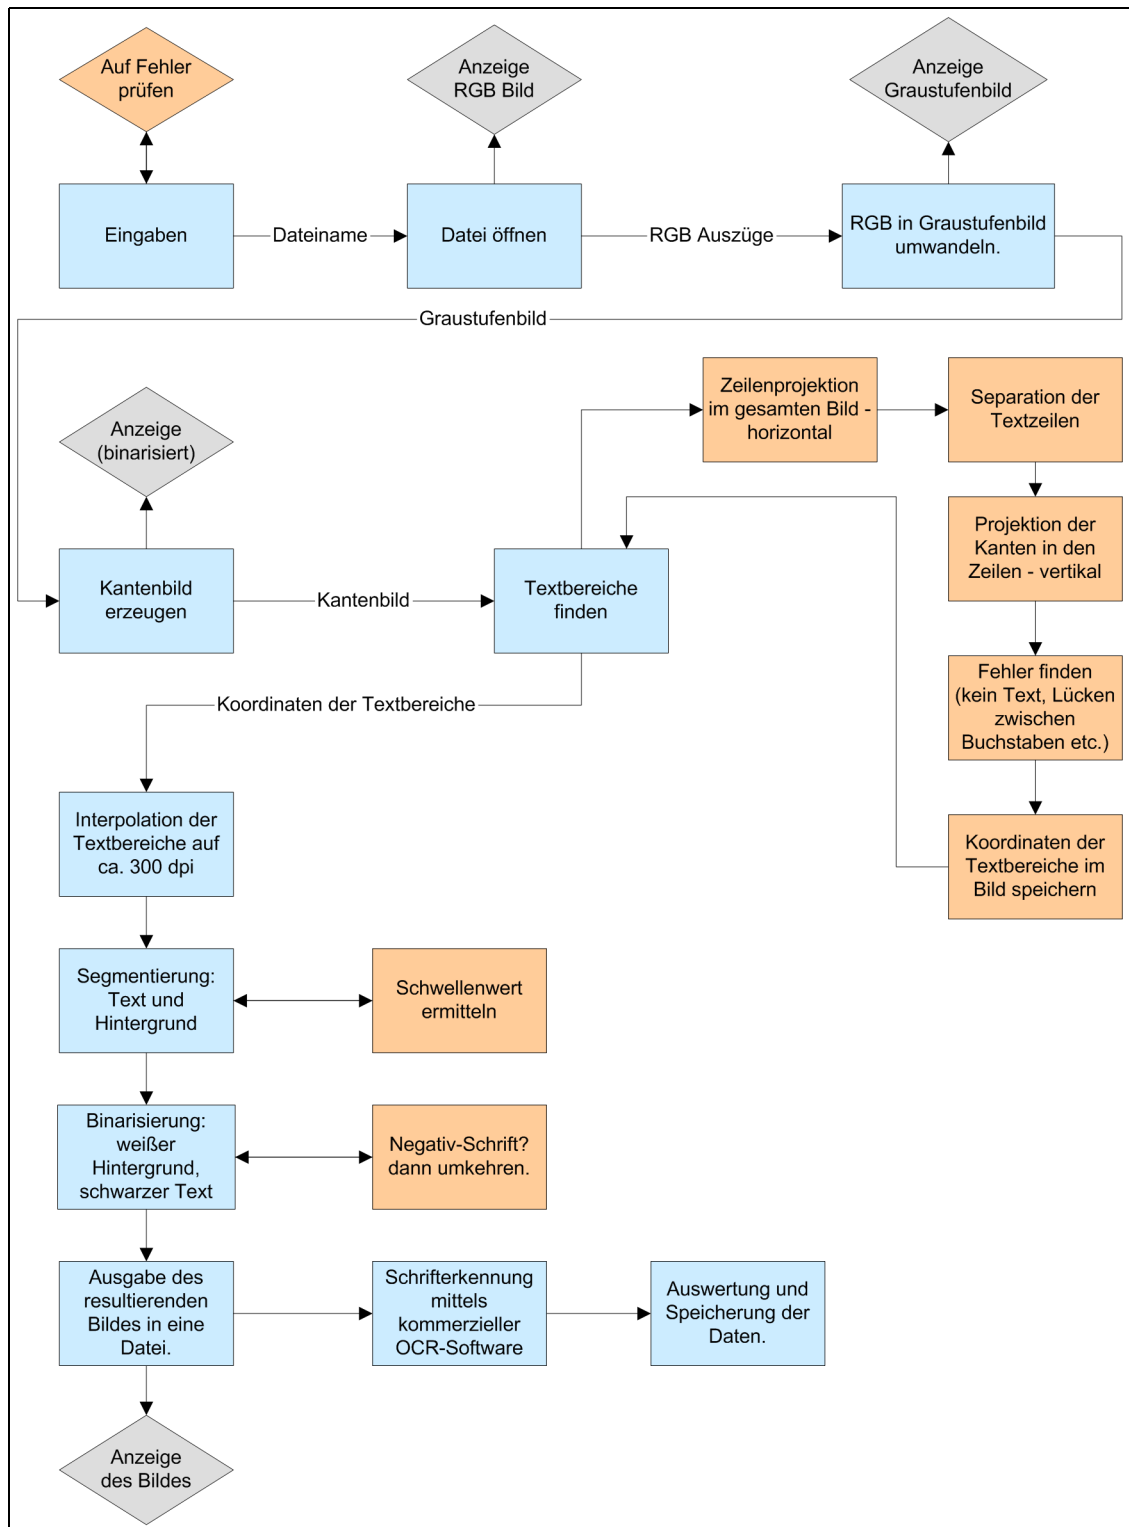 Auf Fehler
prüfen
Anzeige
RGB Bild
Anzeige
Graustufenbild
Eingaben
Dateiname
Datei öffnen
RGB Auszüge
RGB in Graustufenbild
umwandeln.
Graustufenbild
Zeilenprojektion
im gesamten Bild -
horizontal
Separation der
Textzeilen
Anzeige
(binarisiert)
Projektion der
Kanten in den
Zeilen - vertikal
Kantenbild
erzeugen
Kantenbild
Textbereiche
finden
Fehler finden
(kein Text, Lücken
zwischen
Buchstaben etc.)
Koordinaten der Textbereiche
Koordinaten der
Textbereiche im
Bild speichern
Interpolation der
Textbereiche auf
ca. 300 dpi
Segmentierung:
Text und
Hintergrund
Schwellenwert
ermitteln
Binarisierung:
weißer
Hintergrund,
schwarzer Text
Negativ-Schrift?
dann umkehren.
Ausgabe des
resultierenden
Bildes in eine
Datei.
Schrifterkennung
mittels
kommerzieller
OCR-Software
Auswertung und
Speicherung der
Daten.
Anzeige
des Bildes